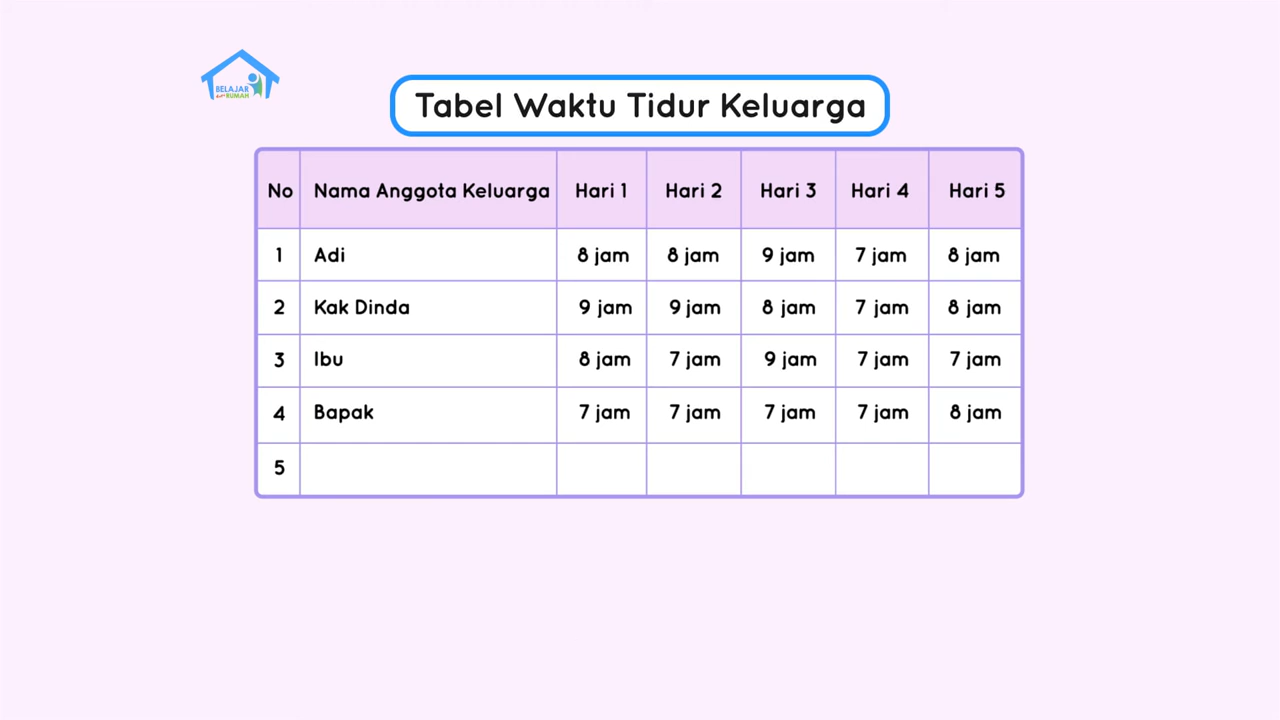 BELAJAR
dari RUMAH
Tabel Waktu Tidur Keluarga
No Nama Anggota Keluarga Hari 1 Hari 2 Hari 3 Hari 4 Hari 5
1 Adi 8 jam 8 jam 9 jam 7 jam 8 jam
2 Kak Dinda 9 jam 9 jam 8 jam 7 jam 8 jam
3 Ibu 8 jam 7 jam 9 jam 7 jam 7 jam
4 Bapak 7 jam 7 jam 7 jam 7 jam 8 jam
5